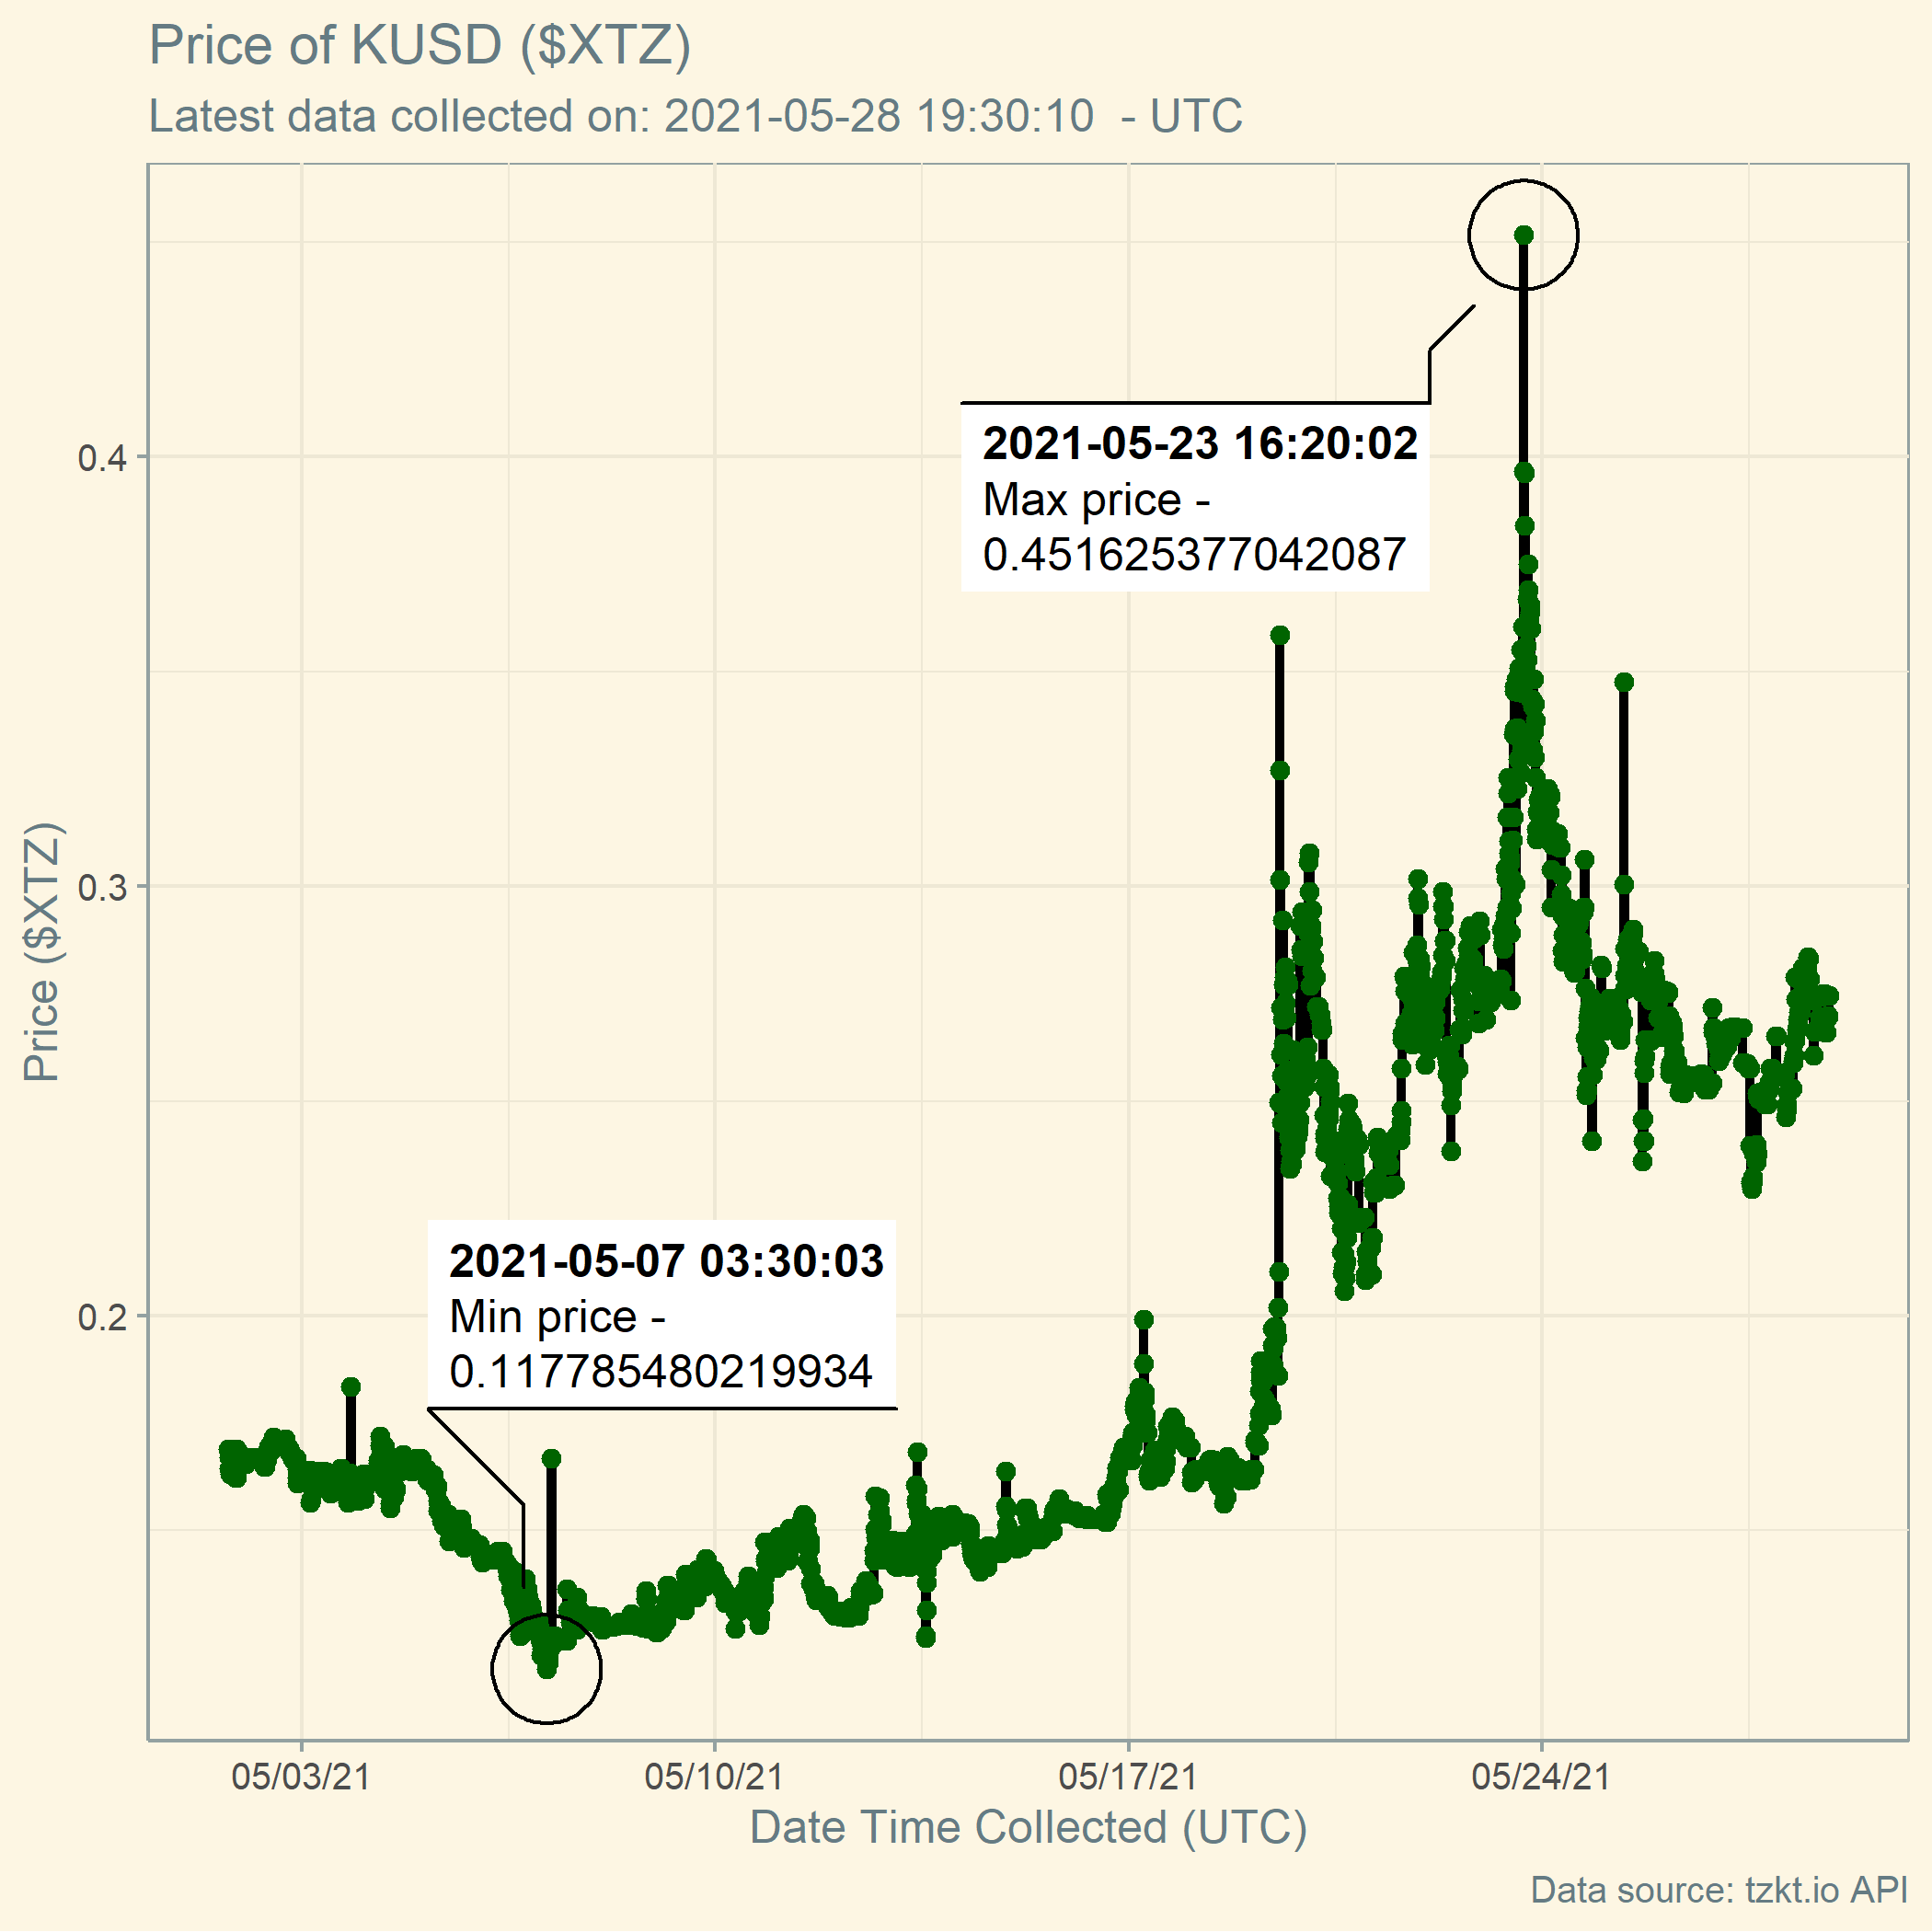 Price of KUSD ($XTZ)
Latest data collected on: 2021-05-28 19:30:10  - UTC
Price ($XTZ)
0.4
0.3
0.2
2021-05-23 16:20:02
Max price -
0.451625377042087
2021-05-07 03:30:03
Min price -
0.117785480219934
05/03/21
05/10/21
05/17/21
05/24/21
Date Time Collected (UTC)
Data source: tzkt.io API